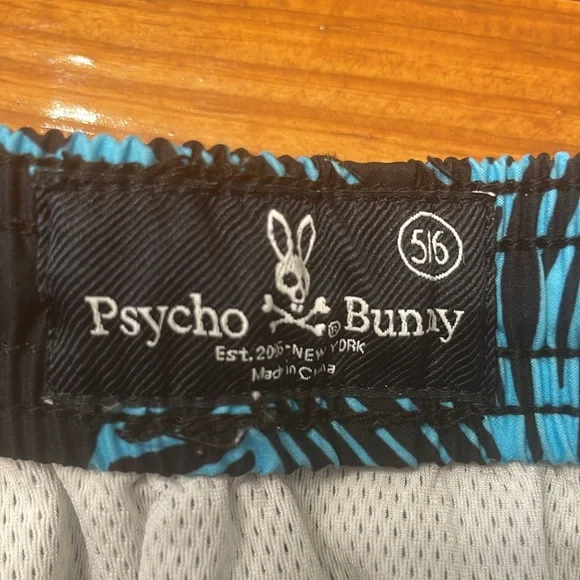 5/6
Psycho ® Bunny
Est. 2005-NEW YORK
Made in China